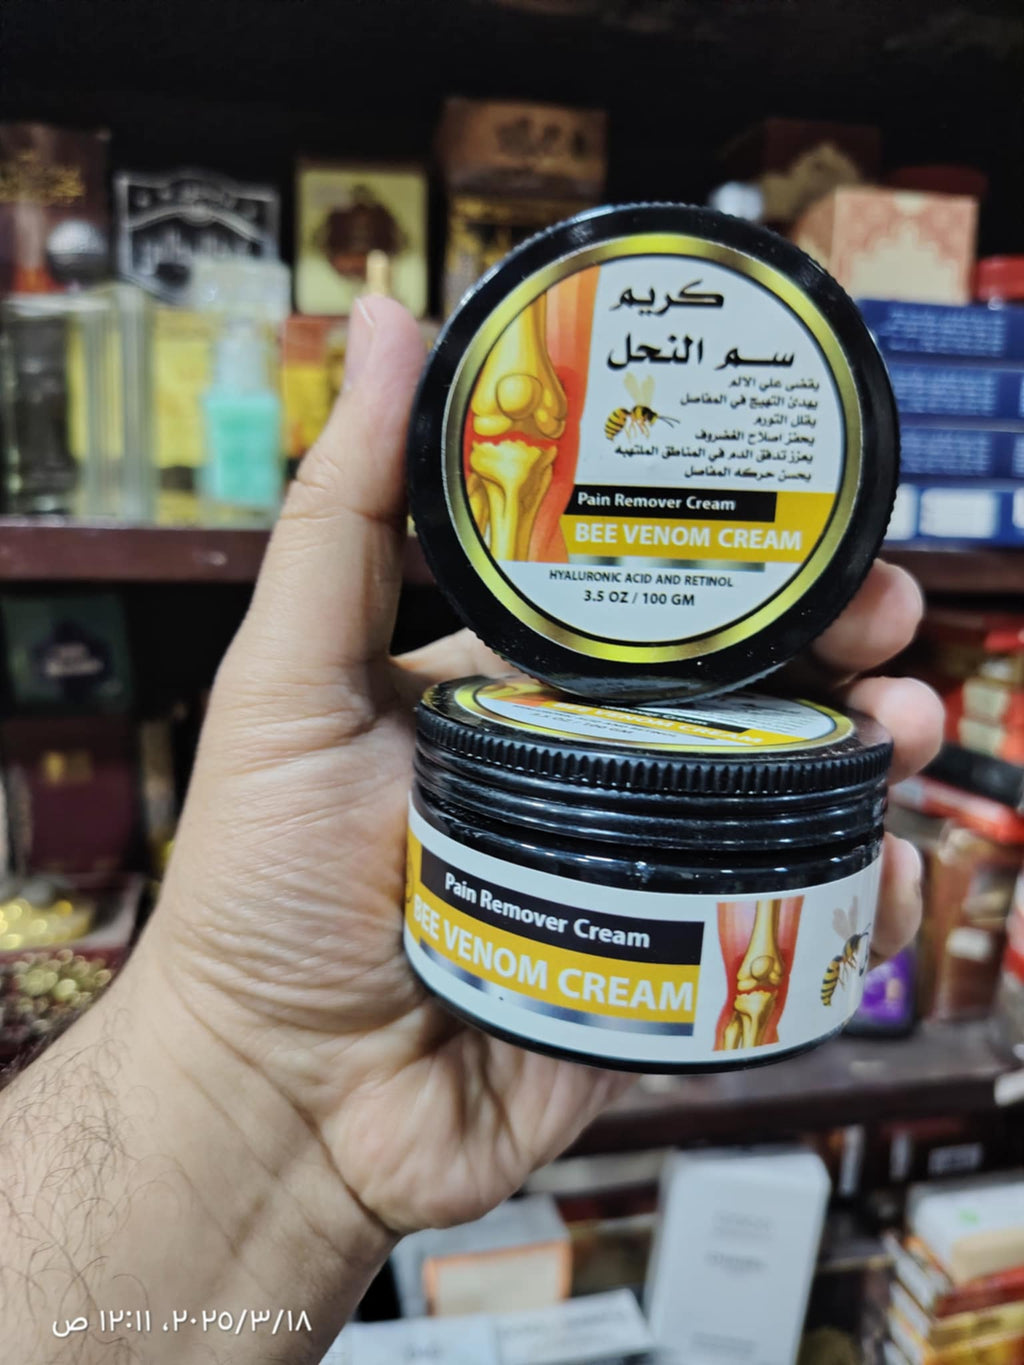 كريم
سم النحل
يقضى علي الالم
يهدئ التهيج في المفاصل
يقلل التورم
يحفز اصلاح الغضروف
يعزز تدفق الدم في المناطق الملتهبه
يحسن حركه المفاصل
Pain Remover Cream
BEE VENOM CREAM
HYALURONIC ACID AND RETINOL
3.5 OZ / 100 GM
BEE VENOM CREAM
Pain Remover Cream
BEE VENOM CREAM
٢٠٢٥/٣/١٨، ١٢:١١ ص